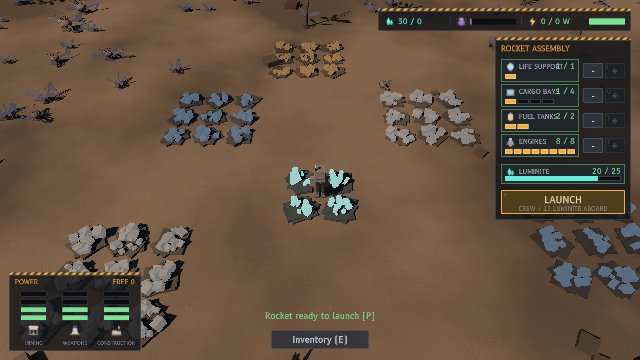 30 / 0
0 / 0 W
ROCKET ASSEMBLY
LIFE SUPPORT 1 / 1
- +
CARGO BAYS 1 / 4
- +
FUEL TANKS 2 / 2
- +
ENGINES 8 / 8
- +
LUMINITE 20 / 25
LAUNCH
CREW + 25 LUMINITE ABOARD
POWER FREE 0
MINING WEAPONS CONSTRUCTION
Rocket ready to launch [P]
Inventory [E]